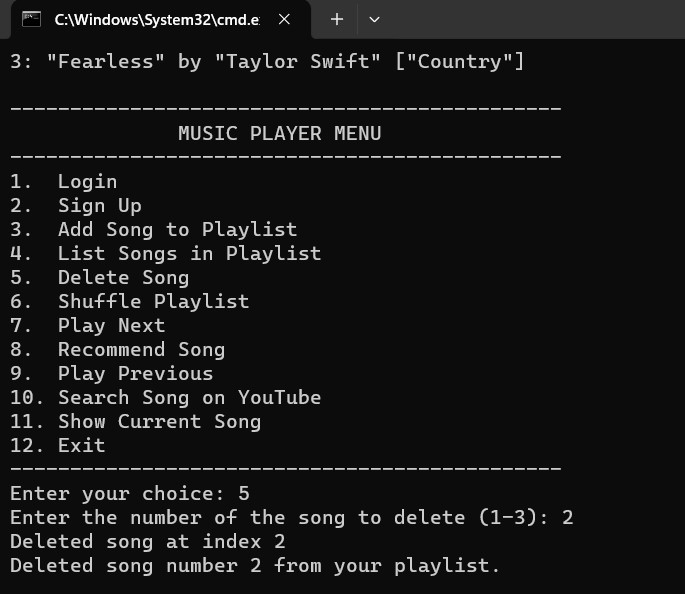 C:\Windows\System32\cmd.e
3: "Fearless" by "Taylor Swift" ["Country"]
----------------------------------------------
MUSIC PLAYER MENU
----------------------------------------------
1. Login
2. Sign Up
3. Add Song to Playlist
4. List Songs in Playlist
5. Delete Song
6. Shuffle Playlist
7. Play Next
8. Recommend Song
9. Play Previous
10. Search Song on YouTube
11. Show Current Song
12. Exit
----------------------------------------------
Enter your choice: 5
Enter the number of the song to delete (1-3): 2
Deleted song at index 2
Deleted song number 2 from your playlist.